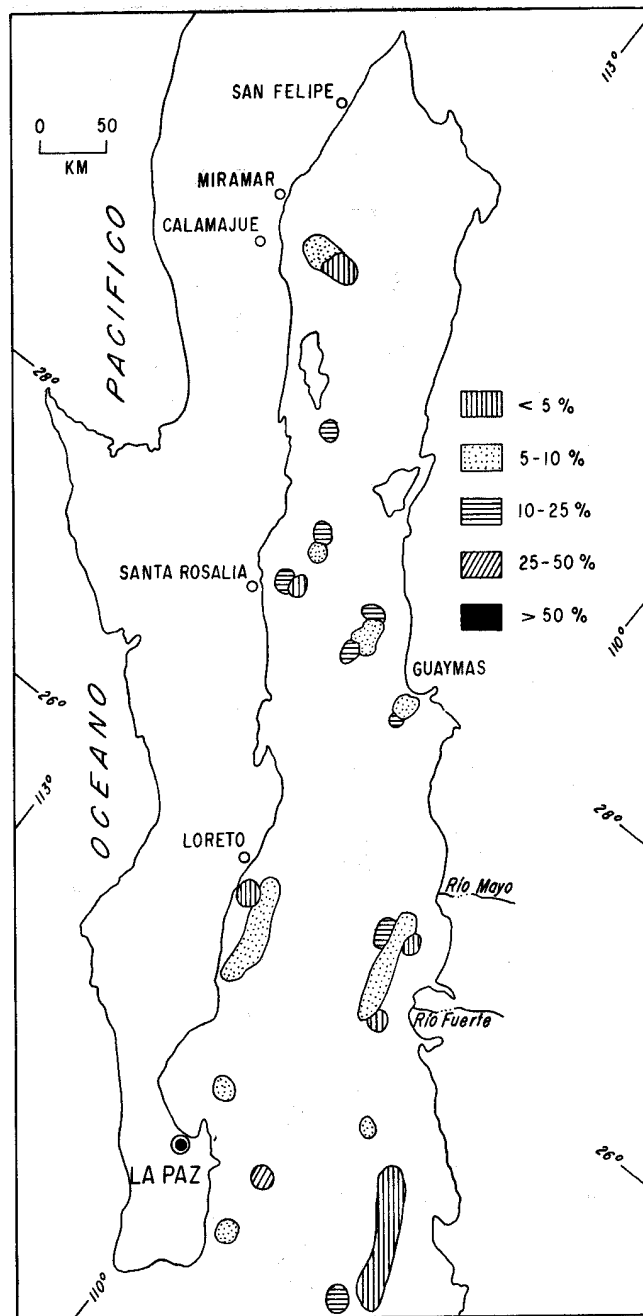 113°
SAN FELIPE
0 50
KM
MIRAMAR
CALAMAJUE
PACIFICO
28°
< 5 %
5-10 %
10-25 %
25-50 %
> 50 %
SANTA ROSALIA
110°
GUAYMAS
26°
OCEANO
113°
28°
LORETO
Río Mayo
Río Fuerte
LA PAZ
26°
110°